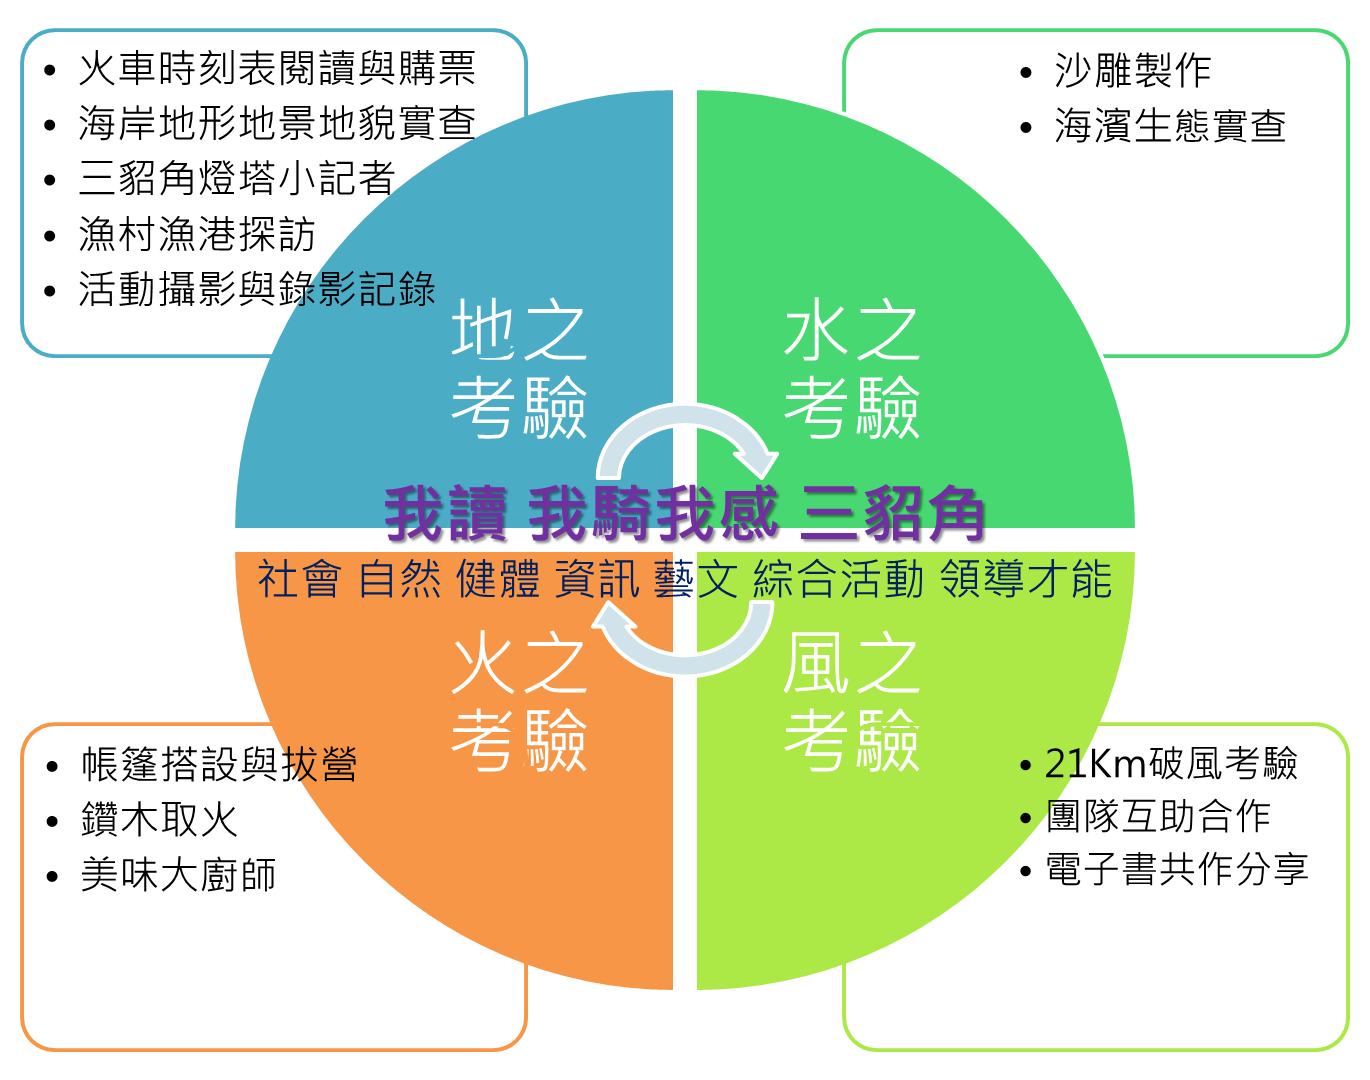 • 火車時刻表閱讀與購票
• 海岸地形地景地貌實查
• 三貂角燈塔小記者
• 漁村漁港探訪
• 活動攝影與錄影記錄
• 沙雕製作
• 海濱生態實查
地之
考驗
水之
考驗
我讀 我騎我感 三貂角
社會 自然 健體 資訊 藝文 綜合活動 領導才能
火之
考驗
風之
考驗
• 帳篷搭設與拔營
• 鑽木取火
• 美味大廚師
• 21Km破風考驗
• 團隊互助合作
• 電子書共作分享